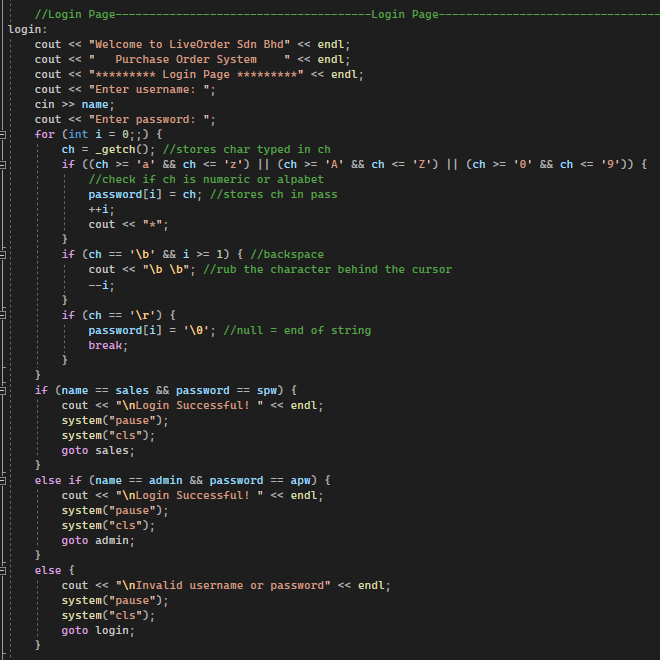 //Login Page--------------------------------------Login Page---------------------------------
login:
cout << "Welcome to LiveOrder Sdn Bhd" << endl;
cout << "   Purchase Order System    " << endl;
cout << "********* Login Page *********" << endl;
cout << "Enter username: ";
cin >> name;
cout << "Enter password: ";
for (int i = 0;;) {
ch = _getch(); //stores char typed in ch
if ((ch >= 'a' && ch <= 'z') || (ch >= 'A' && ch <= 'Z') || (ch >= '0' && ch <= '9')) {
//check if ch is numeric or alpabet
password[i] = ch; //stores ch in pass
++i;
cout << "*";
}
if (ch == '\b' && i >= 1) { //backspace
cout << "\b \b"; //rub the character behind the cursor
--i;
}
if (ch == '\r') {
password[i] = '\0'; //null = end of string
break;
}
}
if (name == sales && password == spw) {
cout << "\nLogin Successful! " << endl;
system("pause");
system("cls");
goto sales;
}
else if (name == admin && password == apw) {
cout << "\nLogin Successful! " << endl;
system("pause");
system("cls");
goto admin;
}
else {
cout << "\nInvalid username or password" << endl;
system("pause");
system("cls");
goto login;
}